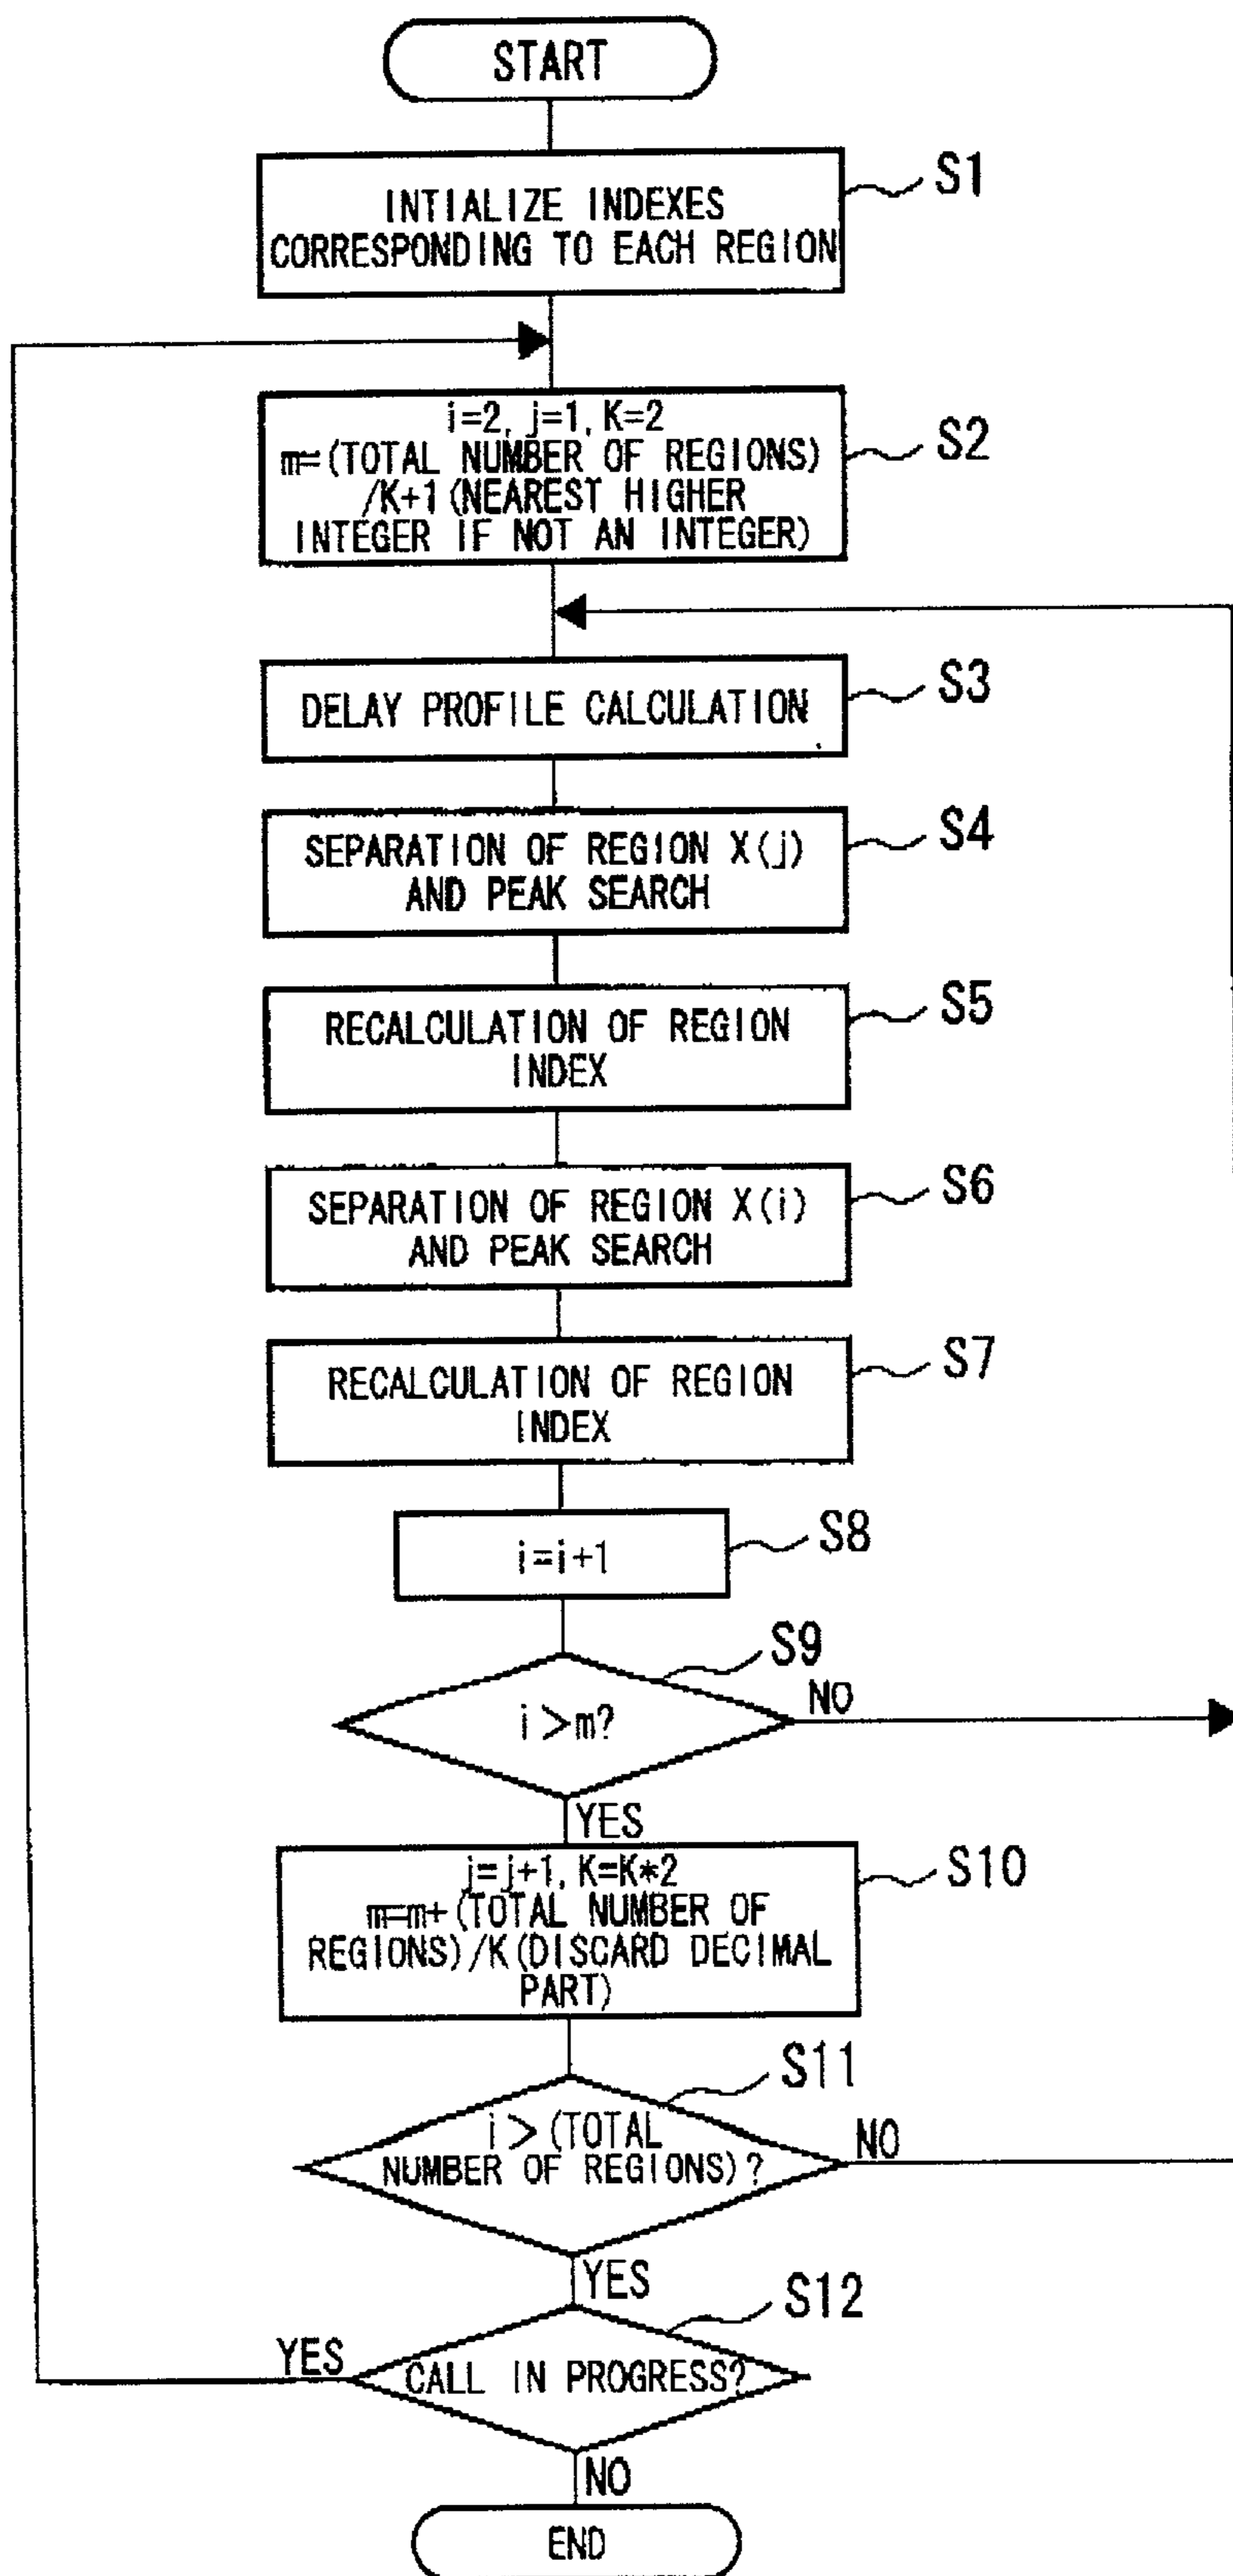 START
INTIALIZE INDEXES
CORRESPONDING TO EACH REGION
S1
i=2, j=1, K=2
m=(TOTAL NUMBER OF REGIONS)
/K+1(NEAREST HIGHER
INTEGER IF NOT AN INTEGER)
S2
DELAY PROFILE CALCULATION
S3
SEPARATION OF REGION X(j)
AND PEAK SEARCH
S4
RECALCULATION OF REGION
INDEX
S5
SEPARATION OF REGION X(i)
AND PEAK SEARCH
S6
RECALCULATION OF REGION
INDEX
S7
i=i+1
S8
i>m?
S9
NO
YES
j=j+1, K=K*2
m=m+(TOTAL NUMBER OF
REGIONS)/K(DISCARD DECIMAL
PART)
S10
i>(TOTAL
NUMBER OF REGIONS)?
S11
NO
YES
CALL IN PROGRESS?
S12
YES
NO
END